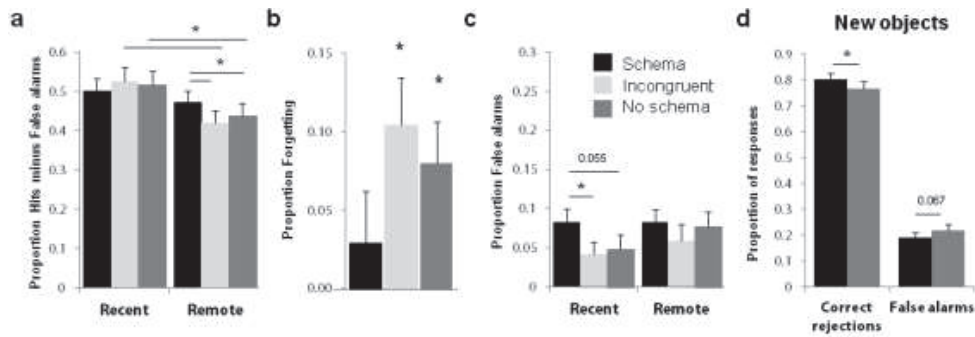 a
Proportion Hits minus False alarms
0.6
0.5
0.4
0.3
0.2
0.1
0
*
*
Recent
Remote
b
Proportion Forgetting
0.15
0.10
0.05
0.00
*
*
c
Proportion False alarms
0.3
0.25
0.2
0.15
0.1
0.05
0
Schema
Incongruent
No schema
0.055
*
Recent
Remote
d
New objects
Proportion of responses
0.9
0.8
0.7
0.6
0.5
0.4
0.3
0.2
0.1
0.0
*
0.067
Correct
rejections
False alarms